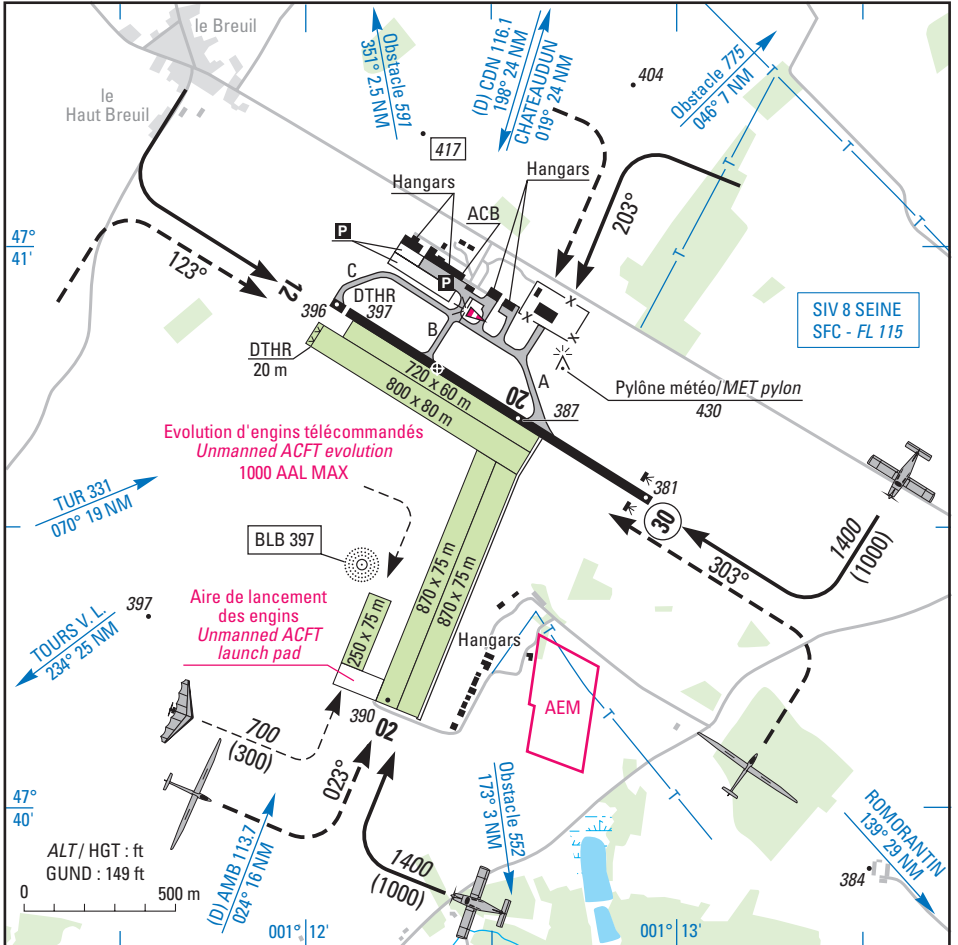 le Breuil
le
Haut Breuil
Obstacle 591
351° 2.5 NM
(D) CDN 116.1
198° 24 NM
CHATEAUDUN
019° 24 NM
404
Obstacle 775
046° 7 NM
T
T
T
417
Hangars
Hangars
ACB
P
P
203°
47°
41'
123°
12
C
396
DTHR
397
B
DTHR
20 m
X
X
X
SIV 8 SEINE
SFC - FL 115
720 x 60 m
800 x 80 m
20
A
387
Pylône météo/MET pylon
430
Evolution d'engins télécommandés
Unmanned ACFT evolution
1000 AAL MAX
381
30
303°
1400
(1000)
TUR 331
070° 19 NM
BLB 397
870 x 75 m
870 x 75 m
250 x 75 m
397
TOURS V. L.
234° 25 NM
Aire de lancement
des engins
Unmanned ACFT
launch pad
Hangars
T
T
T
AEM
390
02
700
(300)
023°
47°
40'
Obstacle 552
173° 3 NM
ROMORANTIN
139° 29 NM
384
(D) AMB 113.7
024° 16 NM
1400
(1000)
ALT / HGT : ft
GUND : 149 ft
0
500 m
001°
12'
001°
13'